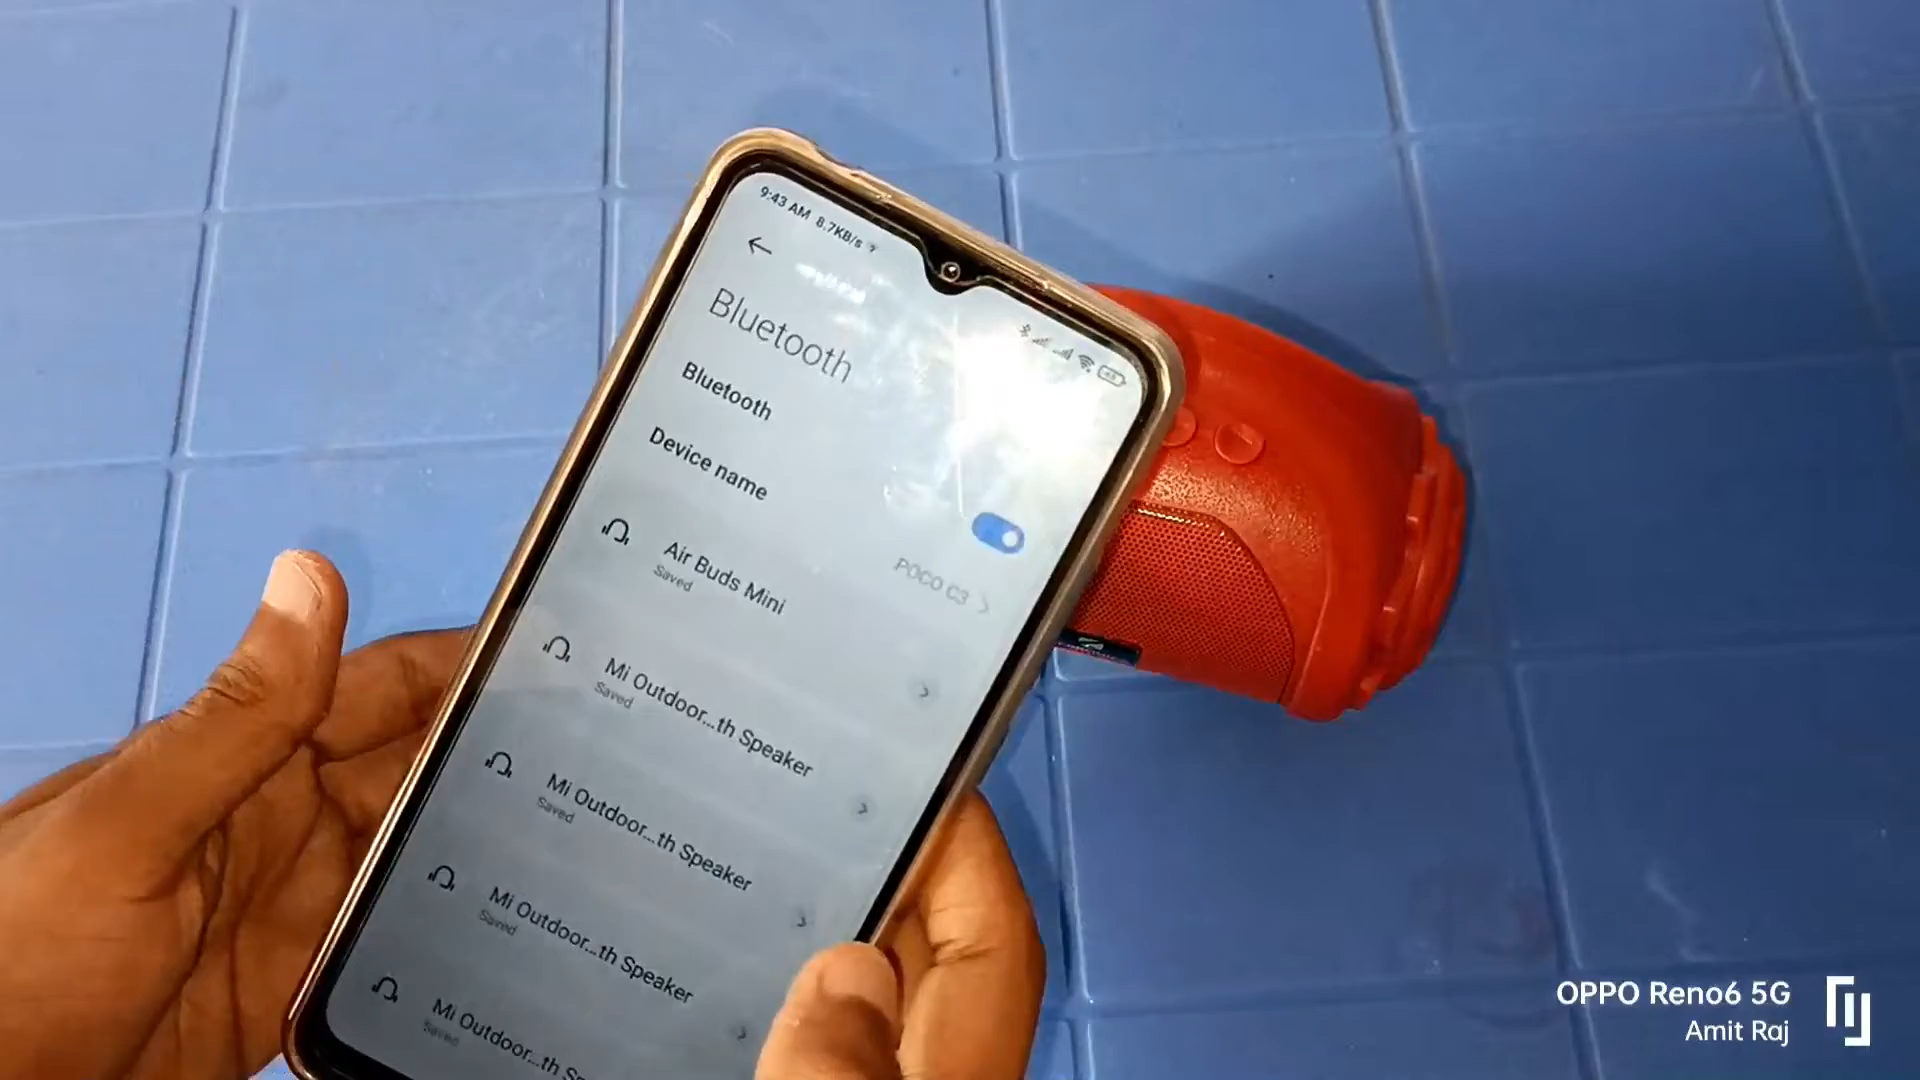 9:43 AM 8.7KB/s
Bluetooth
Bluetooth
Device name
POCO C3
Air Buds Mini
Saved
Mi Outdoor...th Speaker
Saved
Mi Outdoor...th Speaker
Saved
Mi Outdoor...th Speaker
Saved
Mi Outdoor...th Sp
Saved
OPPO Reno6 5G
Amit Raj